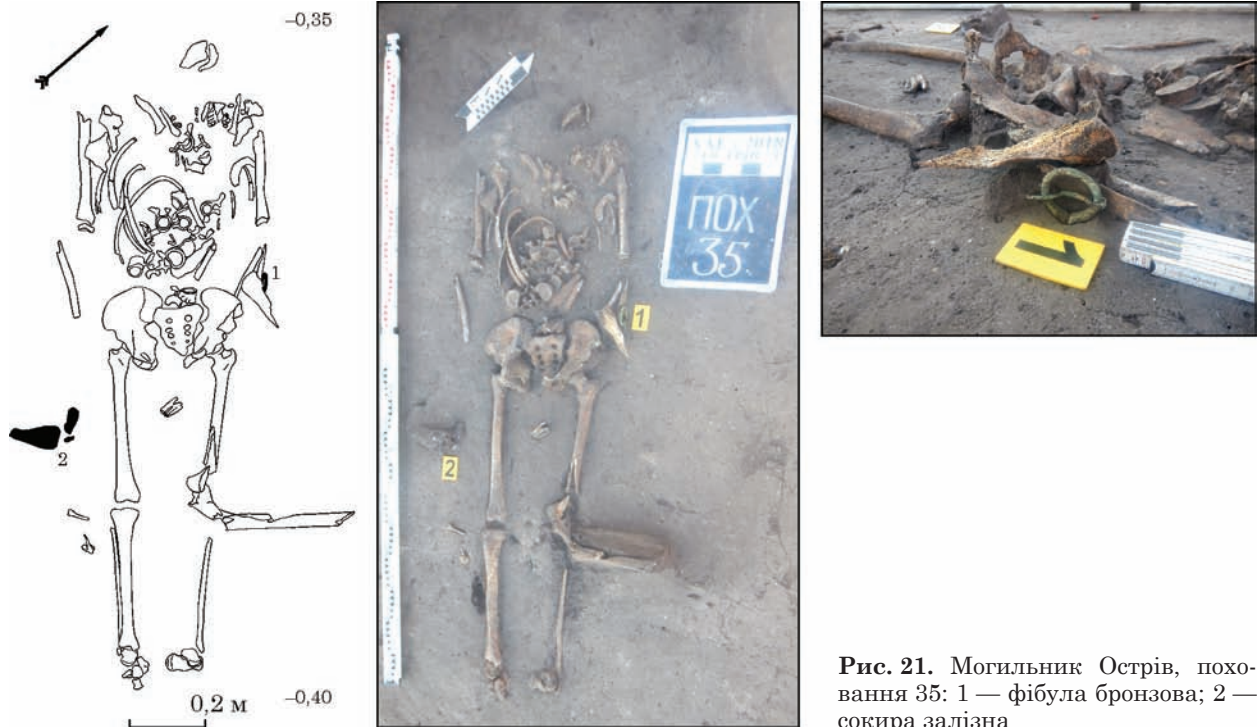 –0,35
1
2
0,2 м
–0,40
ПОХ
35.
1
2
1
Рис. 21. Могильник Острів, похо-
вання 35: 1 — фібула бронзова; 2 —
сокира залізна